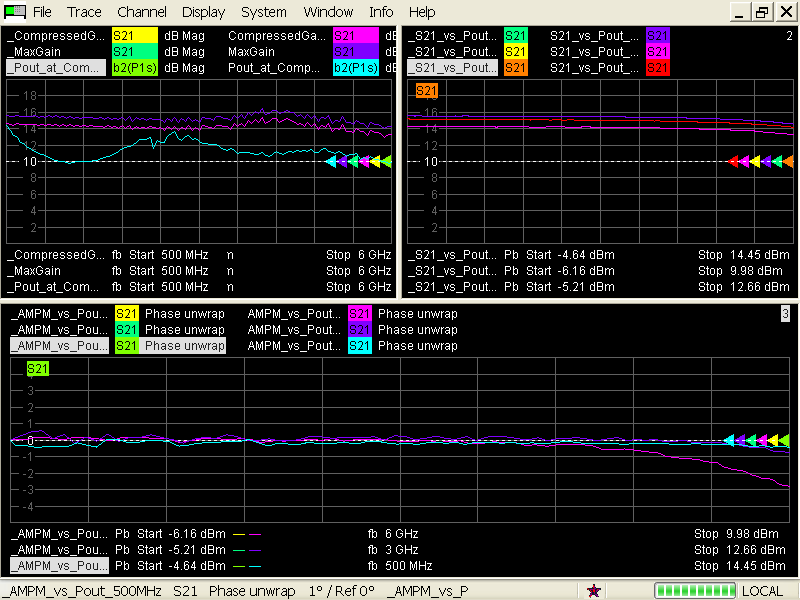 File Trace Channel Display System Window Info Help
_CompressedG... S21 dB Mag CompressedGa... S21 dB
_MaxGain S21 dB Mag MaxGain S21 dB
_Pout_at_Com... b2(P1s) dB Mag Pout_at_Comp... b2(P1s) dB
18
16
14
12
10
8
6
4
2
_CompressedG... fb Start 500 MHz n Stop 6 GHz
_MaxGain fb Start 500 MHz n Stop 6 GHz
_Pout_at_Com... fb Start 500 MHz n Stop 6 GHz
_S21_vs_Pout_... S21 S21_vs_Pout_... S21 2
_S21_vs_Pout_... S21 S21_vs_Pout_... S21
_S21_vs_Pout_... S21 S21_vs_Pout_... S21
S21
18
16
14
12
10
8
6
4
2
_S21_vs_Pout... Pb Start -4.64 dBm Stop 14.45 dBm
_S21_vs_Pout... Pb Start -6.16 dBm Stop 9.98 dBm
_S21_vs_Pout... Pb Start -5.21 dBm Stop 12.66 dBm
_AMPM_vs_Pou... S21 Phase unwrap AMPM_vs_Pout... S21 Phase unwrap 3
_AMPM_vs_Pou... S21 Phase unwrap AMPM_vs_Pout... S21 Phase unwrap
_AMPM_vs_Pou... S21 Phase unwrap AMPM_vs_Pout... S21 Phase unwrap
S21
4
3
2
1
0
-1
-2
-3
-4
_AMPM_vs_Pou... Pb Start -6.16 dBm fb 6 GHz Stop 9.98 dBm
_AMPM_vs_Pou... Pb Start -5.21 dBm fb 3 GHz Stop 12.66 dBm
_AMPM_vs_Pou... Pb Start -4.64 dBm fb 500 MHz Stop 14.45 dBm
_AMPM_vs_Pout_500MHz S21 Phase unwrap 1° / Ref 0° _AMPM_vs_P LOCAL